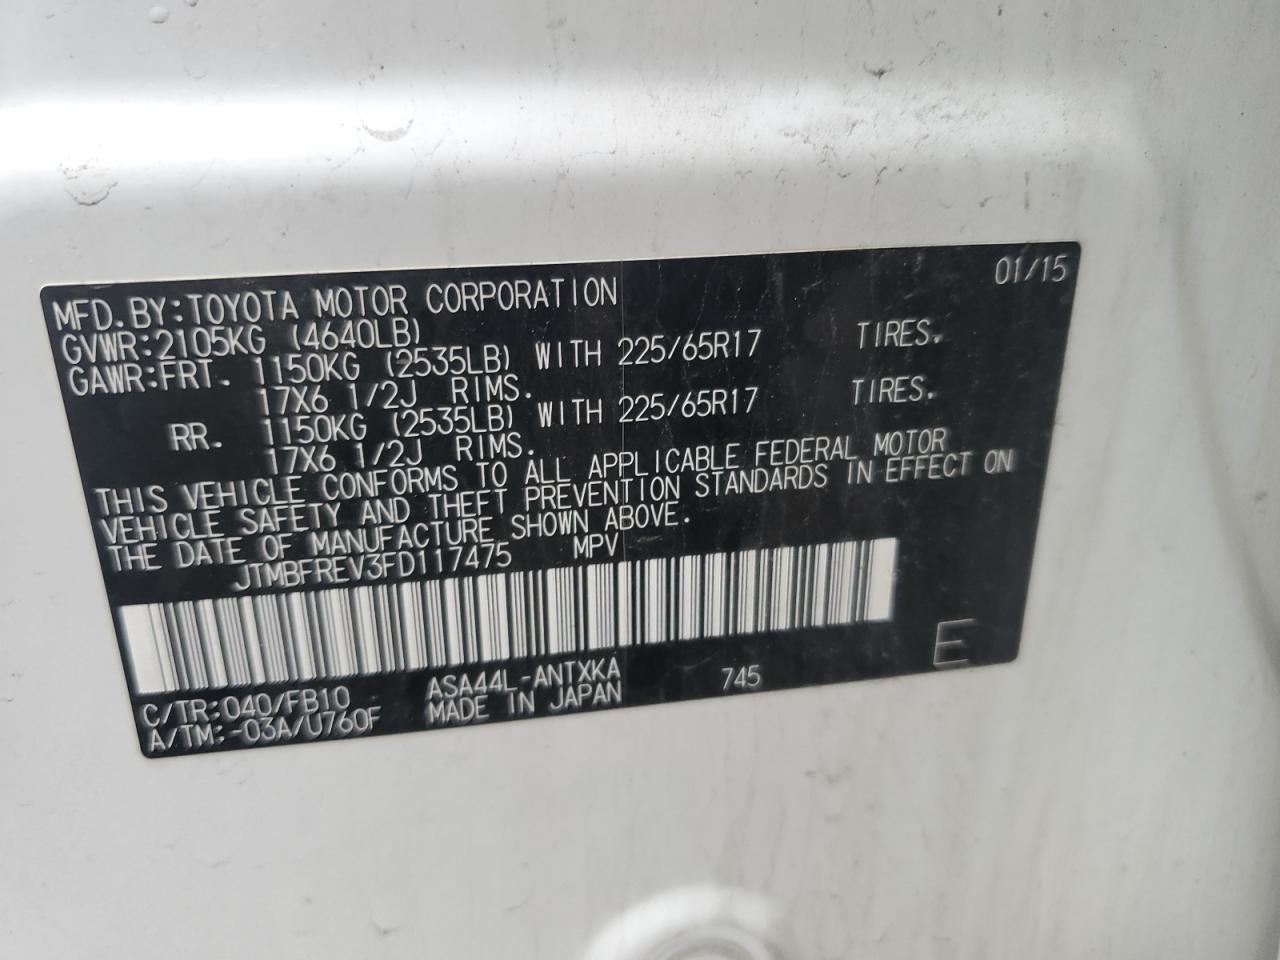 01/15
MFD. BY: TOYOTA MOTOR CORPORATION
GVWR: 2105KG (4640LB)
GAWR: FRT. 1150KG (2535LB) WITH 225/65R17 TIRES.
17X6 1/2J RIMS.
RR. 1150KG (2535LB) WITH 225/65R17 TIRES.
17X6 1/2J RIMS.
THIS VEHICLE CONFORMS TO ALL APPLICABLE FEDERAL MOTOR
VEHICLE SAFETY AND THEFT PREVENTION STANDARDS IN EFFECT ON
THE DATE OF MANUFACTURE SHOWN ABOVE.
JTMBFREV3FD117475 MPV
C/TR: 040/FB10 ASA44L-ANTXKA 745 E
A/TM: -03A/U760F MADE IN JAPAN